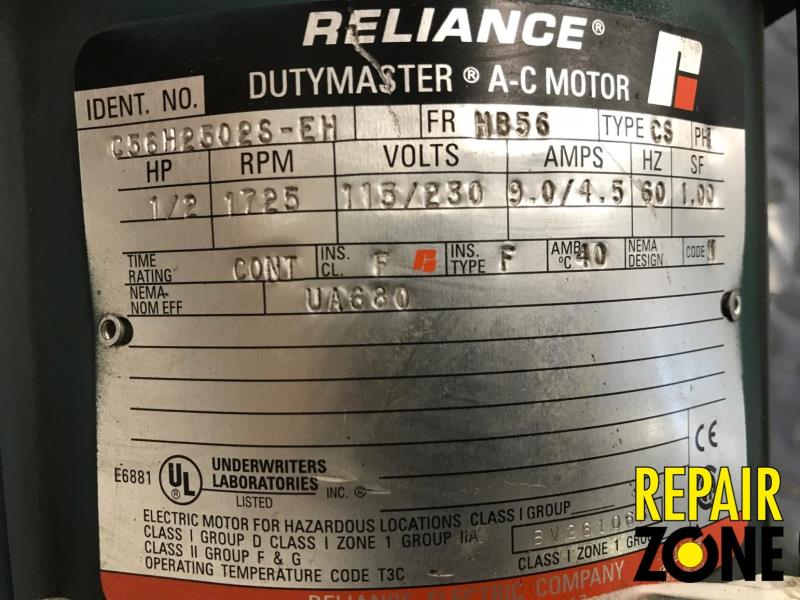 RELIANCE®
DUTYMASTER ® A-C MOTOR
IDENT. NO.
C56H2502S-EH FR HB56 TYPE CS PH
HP RPM VOLTS AMPS HZ SF
1/2 1725 115/230 9.0/4.5 60 1.00
TIME RATING CONT INS. CL. F INS. TYPE F AMB °C 40 NEMA DESIGN CODE
NEMA-NOM EFF UA680
CE
E6881 UL ® UNDERWRITERS LABORATORIES INC. ®
LISTED
ELECTRIC MOTOR FOR HAZARDOUS LOCATIONS CLASS I GROUP
CLASS I GROUP D CLASS I ZONE 1 GROUP IIA
CLASS II GROUP F & G CLASS I ZONE 1
OPERATING TEMPERATURE CODE T3C
RELIANCE ELECTRIC COMPANY
REPAIR
ZONE